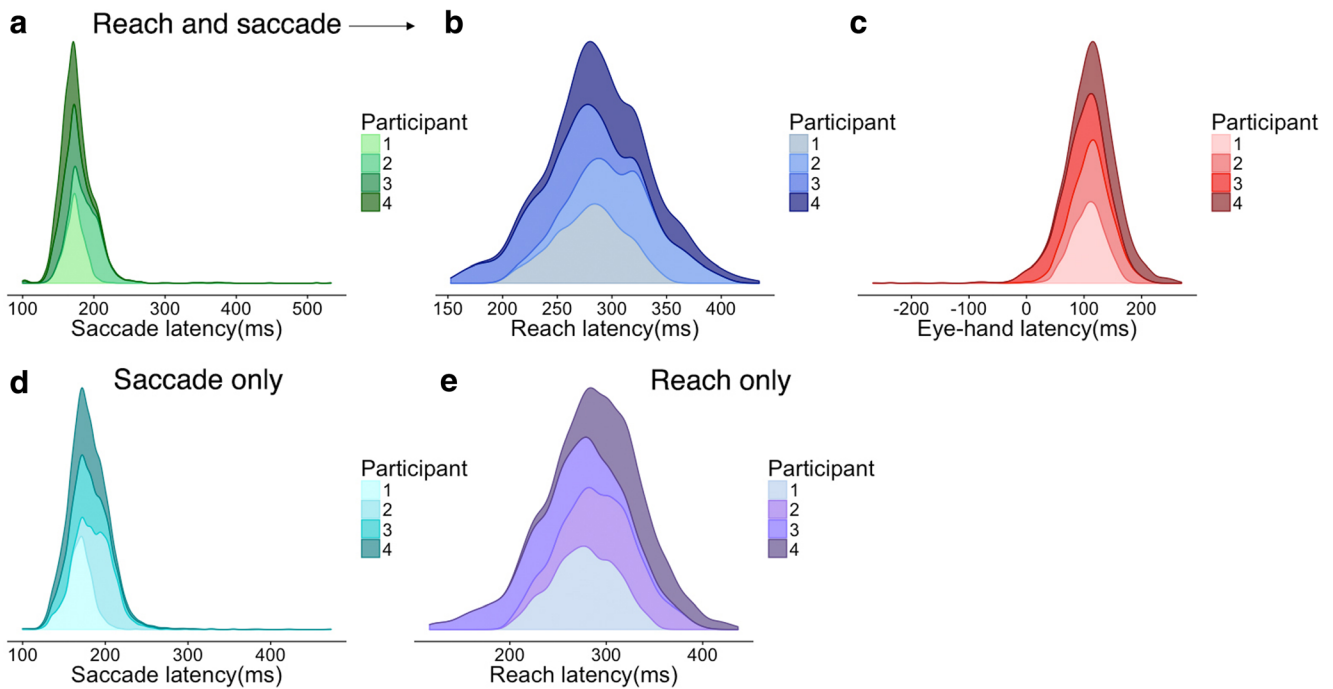 a Reach and saccade b c
Participant Participant Participant
1 1 1
2 2 2
3 3 3
4 4 4
100 200 300 400 500 150 200 250 300 350 400 -200 -100 0 100 200
Saccade latency(ms) Reach latency(ms) Eye-hand latency(ms)
d Saccade only e Reach only
Participant Participant
1 1
2 2
3 3
4 4
100 200 300 400 200 300 400
Saccade latency(ms) Reach latency(ms)